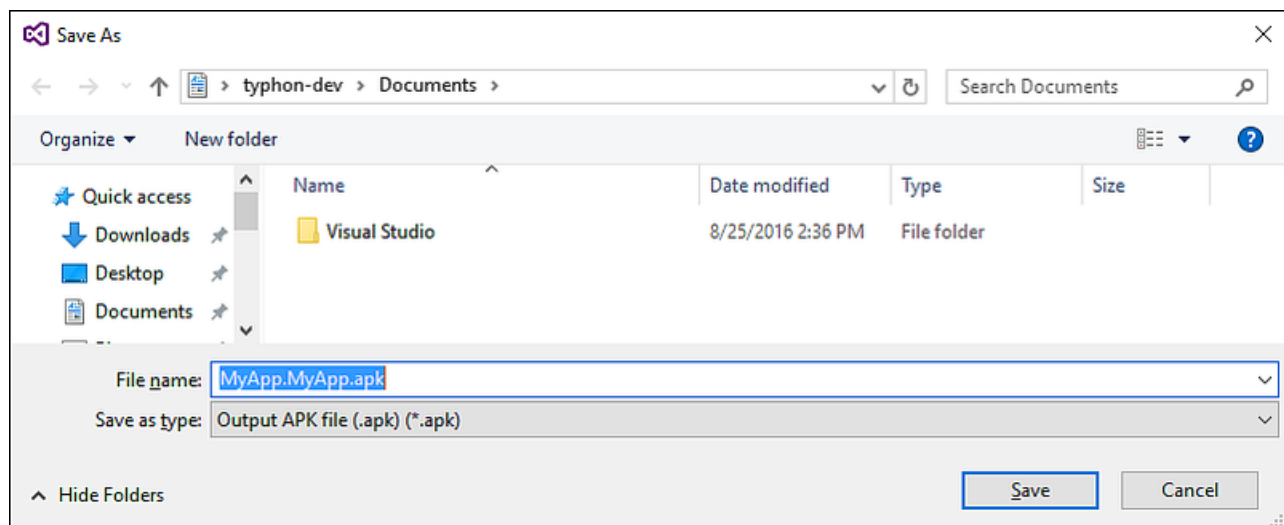 Save As
typhon-dev > Documents >
Search Documents
Organize
New folder
?
Name
Date modified
Type
Size
Quick access
Downloads
Desktop
Documents
Visual Studio
8/25/2016 2:36 PM
File folder
File name:
MyApp.MyApp.apk
Save as type:
Output APK file (.apk) (*.apk)
Hide Folders
Save
Cancel